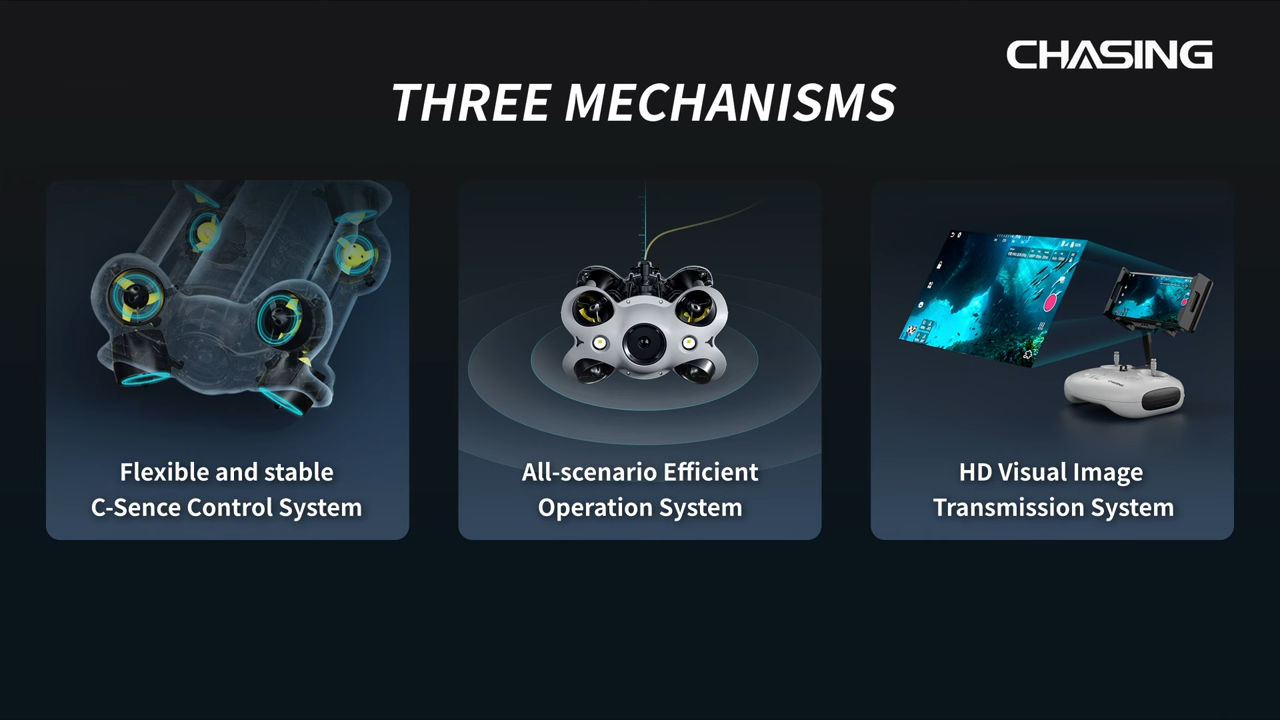 CHASING
THREE MECHANISMS
Flexible and stable
C-Sence Control System
All-scenario Efficient
Operation System
HD Visual Image
Transmission System